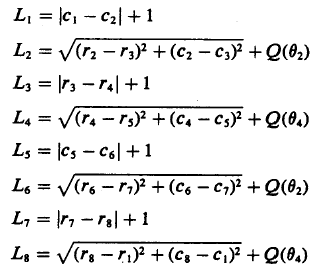 L₁ = |c₁ − c₂| + 1
L₂ = √((r₂ − r₃)² + (c₂ − c₃)²) + Q(θ₂)
L₃ = |r₃ − r₄| + 1
L₄ = √((r₄ − r₅)² + (c₄ − c₅)²) + Q(θ₄)
L₅ = |c₅ − c₆| + 1
L₆ = √((r₆ − r₇)² + (c₆ − c₇)²) + Q(θ₂)
L₇ = |r₇ − r₈| + 1
L₈ = √((r₈ − r₁)² + (c₈ − c₁)²) + Q(θ₄)